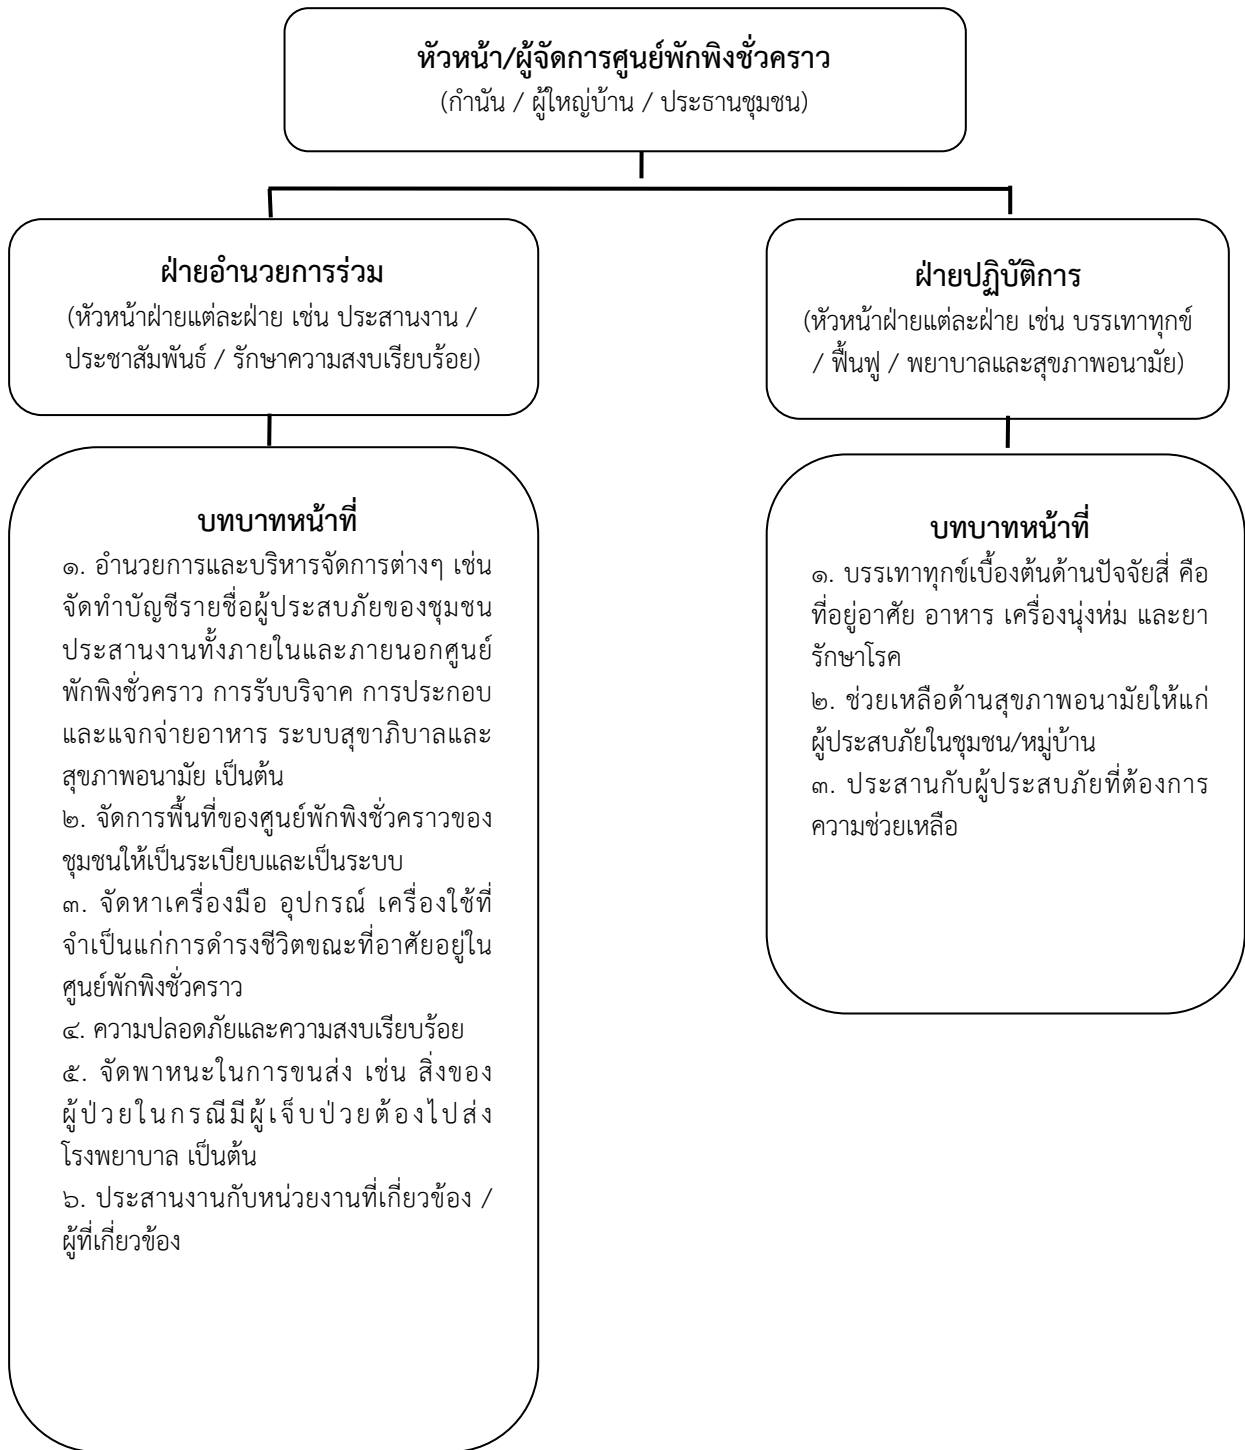 หัวหน้า/ผู้จัดการศูนย์พักพิงชั่วคราว
(กำนัน / ผู้ใหญ่บ้าน / ประธานชุมชน)
ฝ่ายอำนวยการร่วม
(หัวหน้าฝ่ายแต่ละฝ่าย เช่น ประสานงาน /
ประชาสัมพันธ์ / รักษาความสงบเรียบร้อย)
บทบาทหน้าที่
๑. อำนวยการและบริหารจัดการต่างๆ เช่น
จัดทำบัญชีรายชื่อผู้ประสบภัยของชุมชน
ประสานงานทั้งภายในและภายนอกศูนย์
พักพิงชั่วคราว การรับบริจาค การประกอบ
และแจกจ่ายอาหาร ระบบสุขาภิบาลและ
สุขภาพอนามัย เป็นต้น
๒. จัดการพื้นที่ของศูนย์พักพิงชั่วคราวของ
ชุมชนให้เป็นระเบียบและเป็นระบบ
๓. จัดหาเครื่องมือ อุปกรณ์ เครื่องใช้ที่
จำเป็นแก่การดำรงชีวิตขณะที่อาศัยอยู่ใน
ศูนย์พักพิงชั่วคราว
๔. ความปลอดภัยและความสงบเรียบร้อย
๕. จัดพาหนะในการขนส่ง เช่น สิ่งของ
ผู้ป่วยในกรณีมีผู้เจ็บป่วยต้องไปส่ง
โรงพยาบาล เป็นต้น
๖. ประสานงานกับหน่วยงานที่เกี่ยวข้อง /
ผู้ที่เกี่ยวข้อง
ฝ่ายปฏิบัติการ
(หัวหน้าฝ่ายแต่ละฝ่าย เช่น บรรเทาทุกข์
/ ฟื้นฟู / พยาบาลและสุขภาพอนามัย)
บทบาทหน้าที่
๑. บรรเทาทุกข์เบื้องต้นด้านปัจจัยสี่ คือ
ที่อยู่อาศัย อาหาร เครื่องนุ่งห่ม และยา
รักษาโรค
๒. ช่วยเหลือด้านสุขภาพอนามัยให้แก่
ผู้ประสบภัยในชุมชน/หมู่บ้าน
๓. ประสานกับผู้ประสบภัยที่ต้องการ
ความช่วยเหลือ